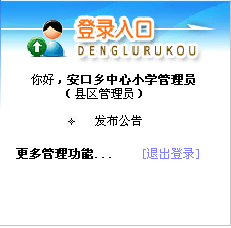 登录入口
DENGLURUKOU
你好，安口乡中心小学管理员
（县区管理员）
发布公告
更多管理功能... [退出登录]